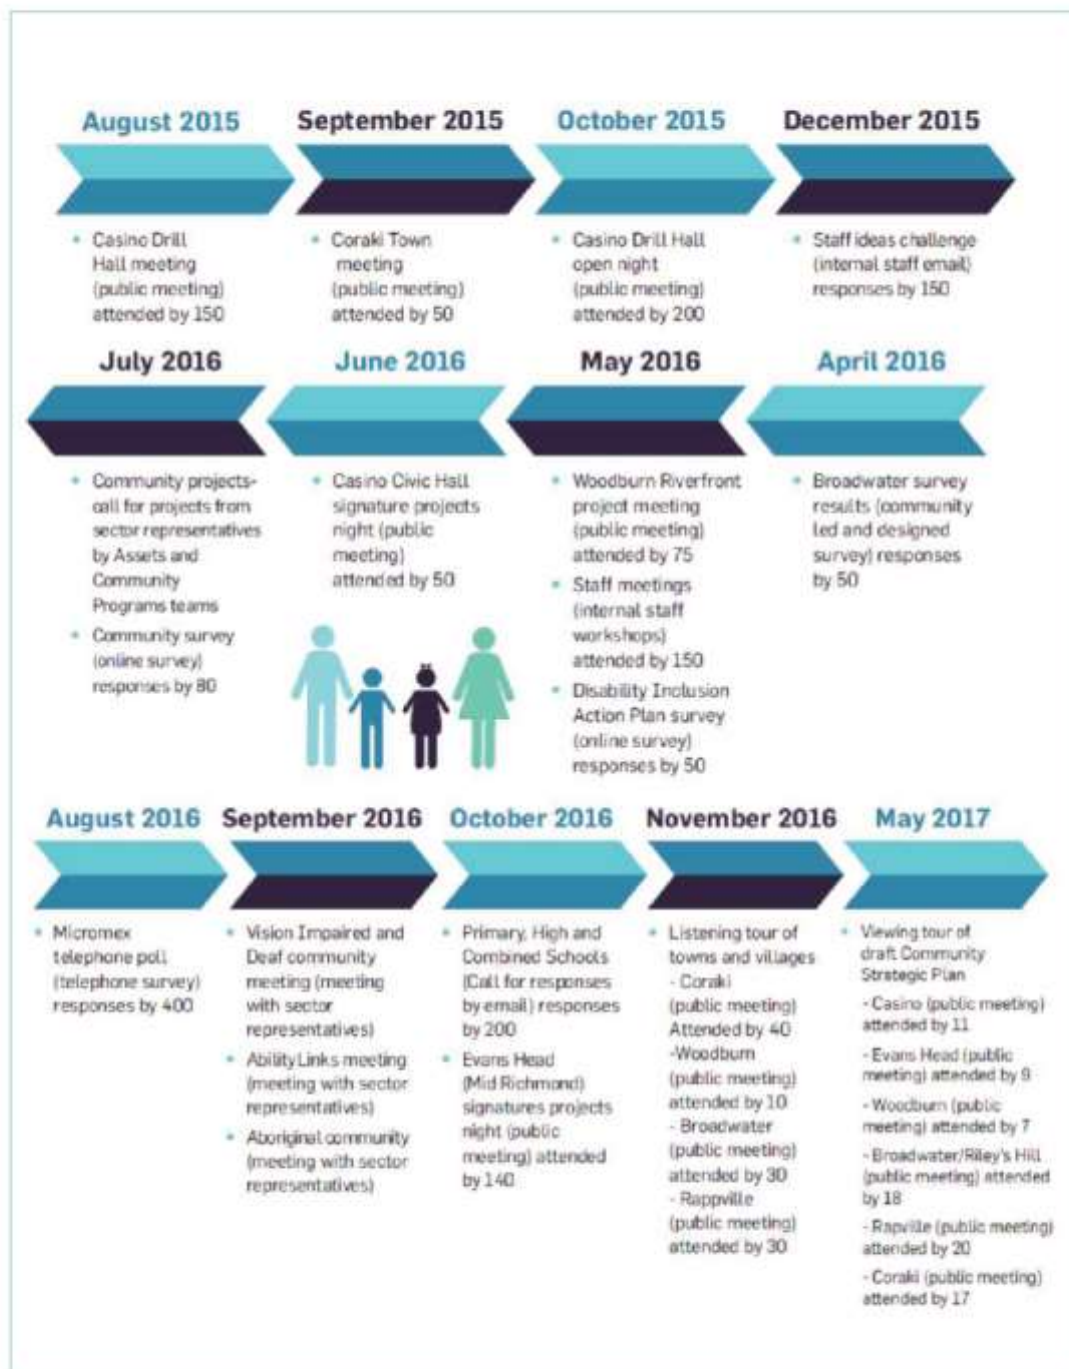 August 2015
Casino Drill
Hall meeting
(public meeting)
attended by 150
September 2015
Coraki Town
meeting
(public meeting)
attended by 50
October 2015
Casino Drill Hall
open night
(public meeting)
attended by 200
December 2015
Staff ideas challenge
(internal staff email)
responses by 150
July 2016
Community projects-
call for projects from
sector representatives
by Assets and
Community
Programs teams
Community survey
(online survey)
responses by 80
June 2016
Casino Civic Hall
signature projects
night (public
meeting)
attended by 50
May 2016
Woodburn Riverfront
project meeting
(public meeting)
attended by 75
Staff meetings
(internal staff
workshops)
attended by 150
Disability Inclusion
Action Plan survey
(online survey)
responses by 50
April 2016
Broadwater survey
results (community
led and designed
survey) responses
by 50
August 2016
Micromex
telephone poll
(telephone survey)
responses by 400
September 2016
Vision Impaired and
Deaf community
meeting (meeting
with sector
representatives)
Ability Links meeting
(meeting with sector
representatives)
Aboriginal community
(meeting with sector
representatives)
October 2016
Primary, High and
Combined Schools
(Call for responses
by email) responses
by 200
Evans Head
(Mid Richmond)
signatures projects
night (public
meeting) attended
by 140
November 2016
Listening tour of
towns and villages
- Coraki
(public meeting)
Attended by 40
-Woodburn
(public meeting)
attended by 10
- Broadwater
(public meeting)
attended by 30
- Rappville
(public meeting)
attended by 30
May 2017
Viewing tour of
draft Community
Strategic Plan
- Casino (public meeting)
attended by 11
- Evans Head (public
meeting) attended by 9
- Woodburn (public
meeting) attended by 7
- Broadwater/Riley's Hill
(public meeting) attended
by 18
- Rapville (public meeting)
attended by 20
- Coraki (public meeting)
attended by 17